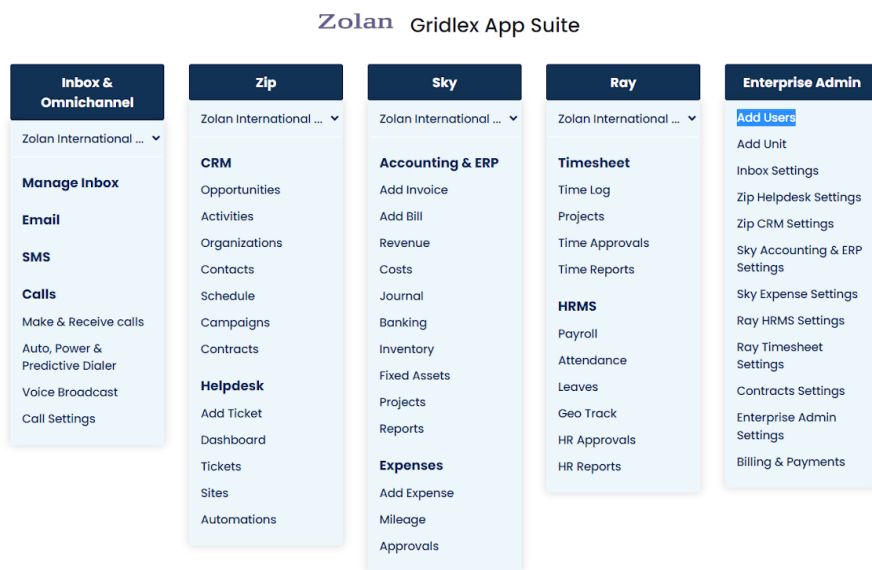 Zolan Gridlex App Suite
Inbox &
Omnichannel
Zolan International ...
Manage Inbox
Email
SMS
Calls
Make & Receive calls
Auto, Power &
Predictive Dialer
Voice Broadcast
Call Settings
Zip
Zolan International ...
CRM
Opportunities
Activities
Organizations
Contacts
Schedule
Campaigns
Contracts
Helpdesk
Add Ticket
Dashboard
Tickets
Sites
Automations
Sky
Zolan International ...
Accounting & ERP
Add Invoice
Add Bill
Revenue
Costs
Journal
Banking
Inventory
Fixed Assets
Projects
Reports
Expenses
Add Expense
Mileage
Approvals
Ray
Zolan International ...
Timesheet
Time Log
Projects
Time Approvals
Time Reports
HRMS
Payroll
Attendance
Leaves
Geo Track
HR Approvals
HR Reports
Enterprise Admin
Add Users
Add Unit
Inbox Settings
Zip Helpdesk Settings
Zip CRM Settings
Sky Accounting & ERP
Settings
Sky Expense Settings
Ray HRMS Settings
Ray Timesheet
Settings
Contracts Settings
Enterprise Admin
Settings
Billing & Payments